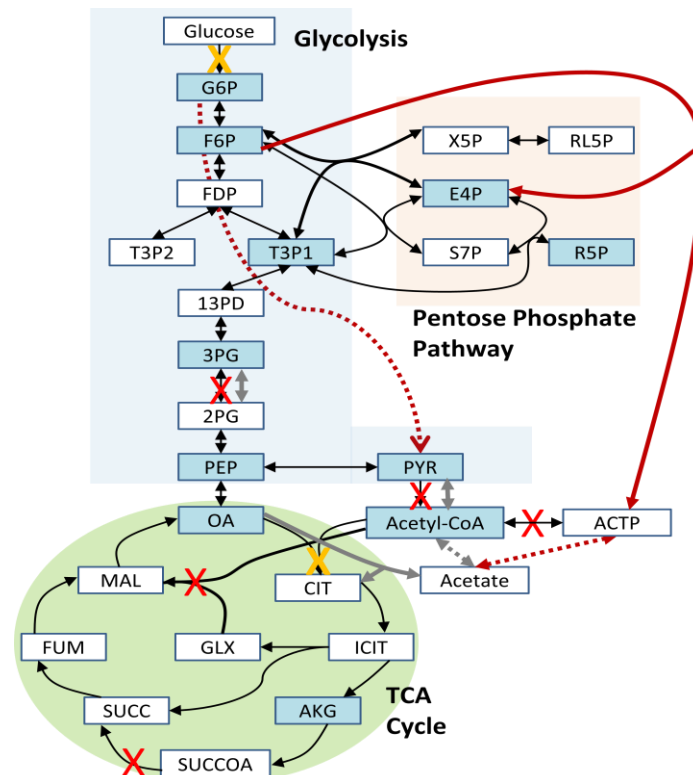 Glucose
Glycolysis
G6P
F6P
X5P
RL5P
FDP
E4P
T3P2
T3P1
S7P
R5P
13PD
Pentose Phosphate
Pathway
3PG
2PG
PEP
PYR
OA
Acetyl-CoA
ACTP
MAL
CIT
Acetate
FUM
GLX
ICIT
SUCC
AKG
TCA
Cycle
SUCCOA